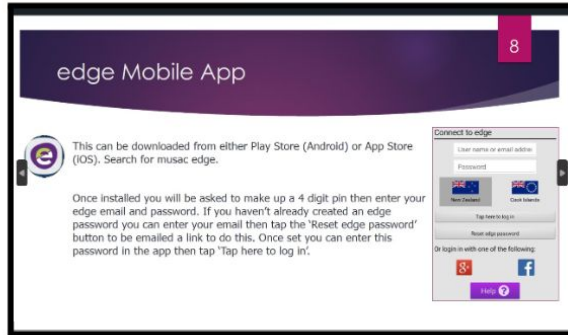 8
edge Mobile App
This can be downloaded from either Play Store (Android) or App Store
(iOS). Search for musac edge.
Once installed you will be asked to make up a 4 digit pin then enter your
edge email and password. If you haven't already created an edge
password you can enter your email then tap the 'Reset edge password'
button to be emailed a link to do this. Once set you can enter this
password in the app then tap 'Tap here to log in'.
Connect to edge
User name or email addre
Password
New Zealand Cook Islands
Tap here to log in
Reset edge password
Or login in with one of the following:
g+ f
Help ?
e